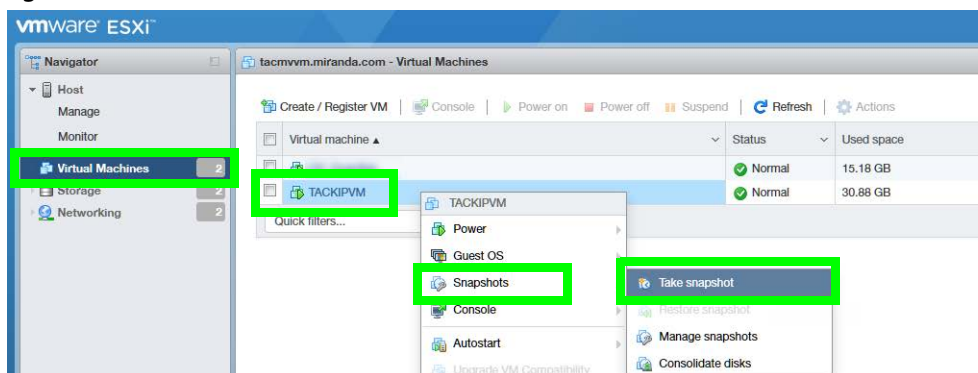 vmware ESXi™
Navigator
tacmvvm.miranda.com - Virtual Machines
Host
Manage
Monitor
Virtual Machines 2
Storage 2
Networking 2
Create / Register VM | Console | Power on Power off Suspend | Refresh | Actions
Virtual machine ▲ Status Used space
Normal 15.18 GB
TACKIPVM Normal 30.88 GB
Quick filters...
TACKIPVM
Power
Guest OS
Snapshots
Console
Autostart
Upgrade VM Compatibility
Take snapshot
Restore snapshot
Manage snapshots
Consolidate disks